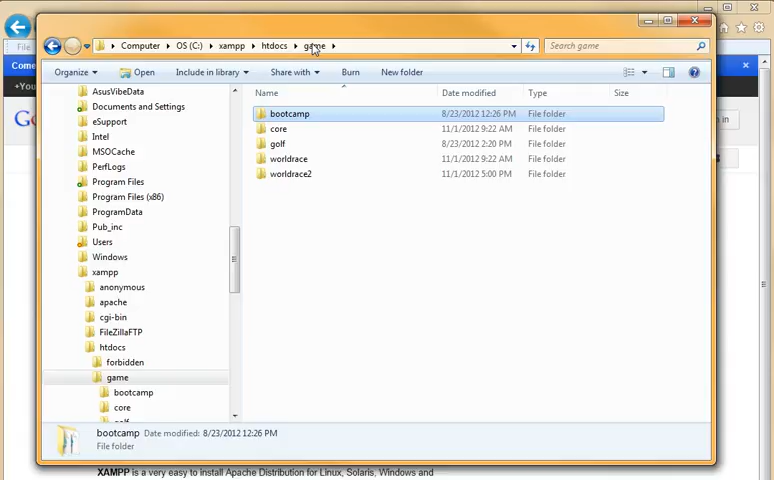 Computer ▸ OS (C:) ▸ xampp ▸ htdocs ▸ game ▸
Search game
File
Organize Open Include in library Share with Burn New folder
Come
+You
Go
n in
Name Date modified Type Size
AsusVibeData
Documents and Settings
eSupport
Intel
MSOCache
PerfLogs
Program Files
Program Files (x86)
ProgramData
Pub_inc
Users
Windows
xampp
anonymous
apache
cgi-bin
FileZillaFTP
htdocs
forbidden
game
bootcamp
core
golf
bootcamp 8/23/2012 12:26 PM File folder
core 11/1/2012 9:22 AM File folder
golf 8/23/2012 2:20 PM File folder
worldrace 11/1/2012 9:22 AM File folder
worldrace2 11/1/2012 5:00 PM File folder
bootcamp Date modified: 8/23/2012 12:26 PM
File folder
XAMPP is a very easy to install Apache Distribution for Linux, Solaris, Windows and